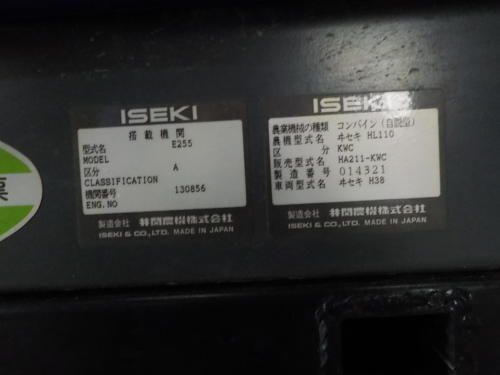 ISEKI
搭載機関
型式名 E255
MODEL
区分 A
CLASSIFICATION
機関番号 130856
ENG.NO
製造会社 井関農機株式会社
ISEKI & CO., LTD. MADE IN JAPAN
ISEKI
農業機械の種類 コンバイン(自脱型)
農機型式名 ヰセキ HL110
区分 KWC
販売型式名 HA211-KWC
製造番号 014321
車両型式名 ヰセキ H38
製造会社 井関農機株式会社
ISEKI & CO., LTD. MADE IN JAPAN